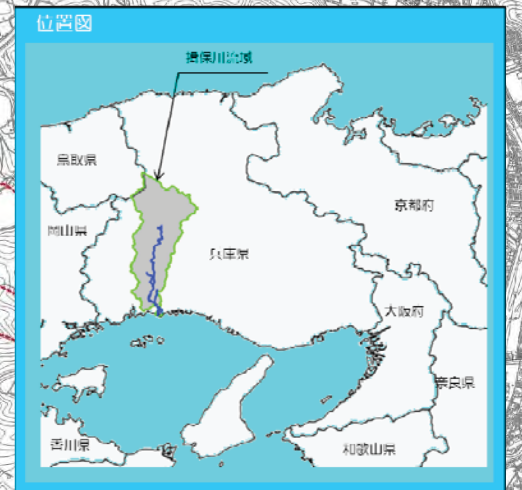 位置図
揖保川流域
鳥取県
京都府
岡山県
兵庫県
大阪府
奈良県
香川県
和歌山県